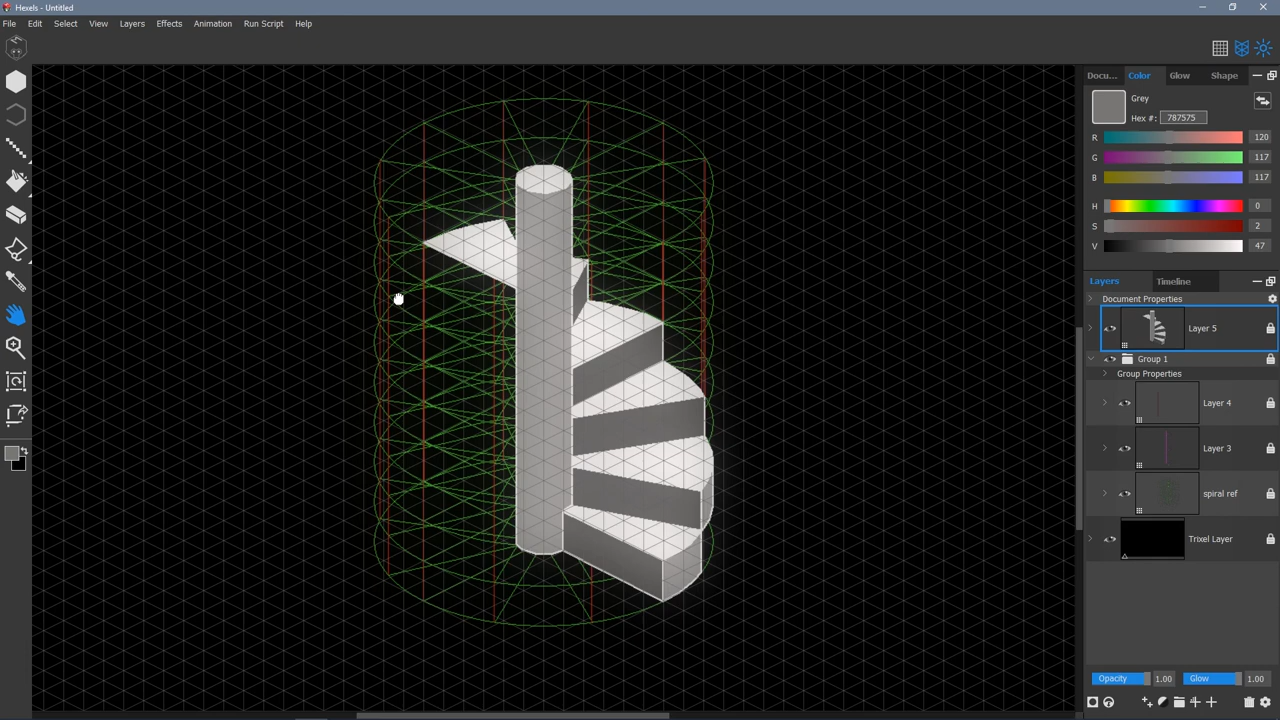 Hexels - Untitled
File Edit Select View Layers Effects Animation Run Script Help
Docu... Color Glow Shape
Grey
Hex #: 787575
R 120
G 117
B 117
H 0
S 2
V 47
Layers Timeline
Document Properties
Layer 5
Group 1
Group Properties
Layer 4
Layer 3
spiral ref
Trixel Layer
Opacity 1.00 Glow 1.00